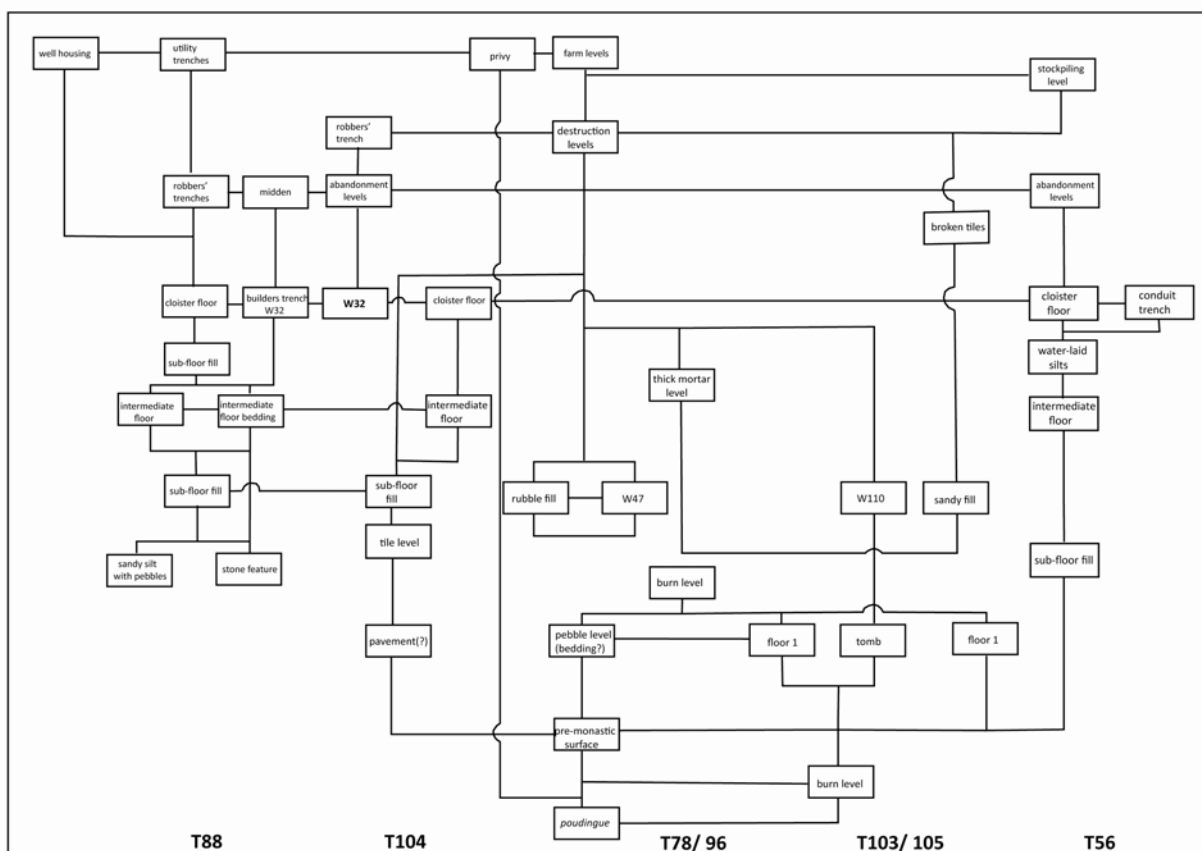 well housing
utility
trenches
privy
farm levels
stockpiling
level
robbers'
trench
destruction
levels
robbers'
trenches
midden
abandonment
levels
abandonment
levels
broken tiles
cloister floor
builders trench
W32
W32
cloister floor
cloister
floor
conduit
trench
sub-floor fill
water-laid
silts
thick mortar
level
intermediate
floor
intermediate
floor bedding
intermediate
floor
intermediate
floor
sub-floor fill
sub-floor
fill
rubble fill
W47
W110
sandy fill
tile level
sandy silt
with pebbles
stone feature
sub-floor fill
burn level
pavement(?)
pebble level
(bedding?)
floor 1
tomb
floor 1
pre-monastic
surface
burn level
poudingue
T88
T104
T78/ 96
T103/ 105
T56